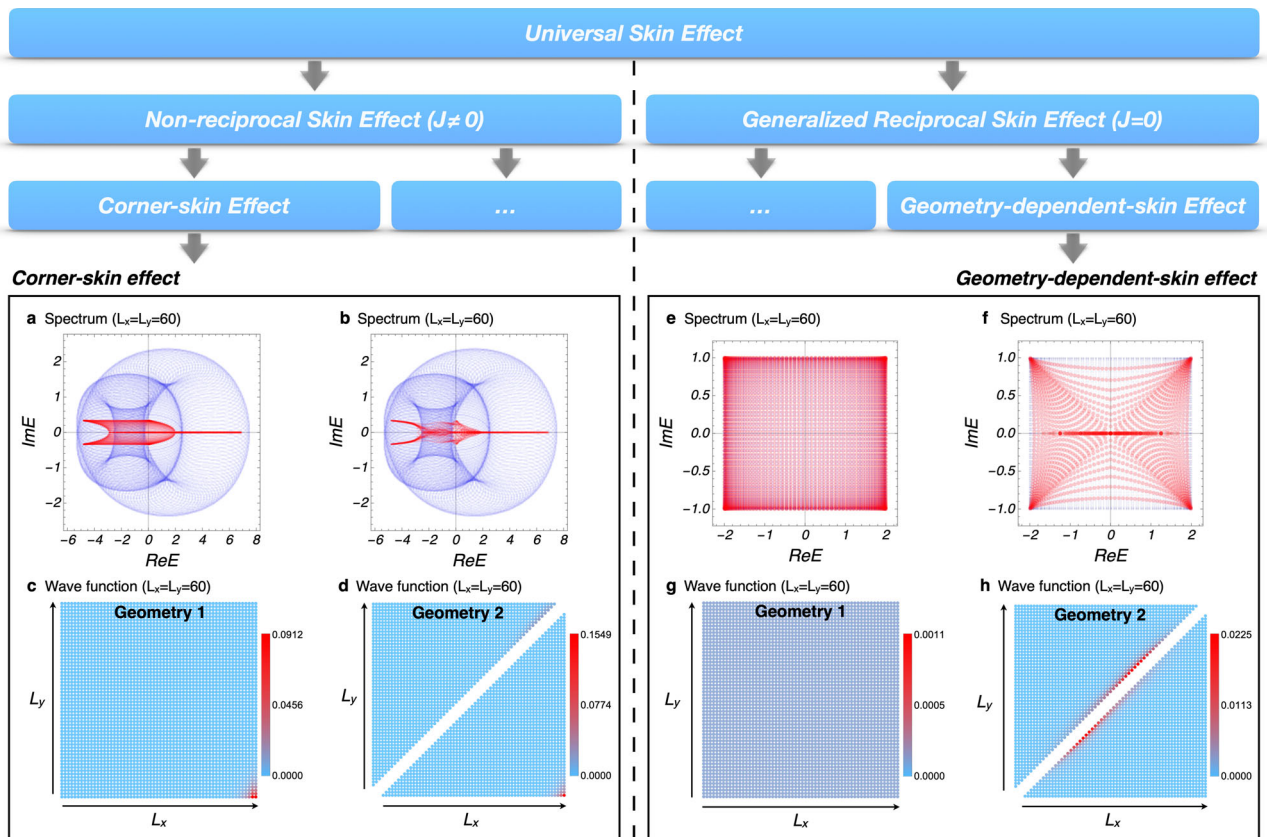 Universal Skin Effect
Non-reciprocal Skin Effect (J≠ 0)
Generalized Reciprocal Skin Effect (J=0)
Corner-skin Effect
...
...
Geometry-dependent-skin Effect
Corner-skin effect
Geometry-dependent-skin effect
a Spectrum (Lx=Ly=60)
2
1
0
-1
-2
ImE
-6 -4 -2 0 2 4 6 8
ReE
b Spectrum (Lx=Ly=60)
2
1
0
-1
-2
ImE
-6 -4 -2 0 2 4 6 8
ReE
e Spectrum (Lx=Ly=60)
1.0
0.5
0.0
-0.5
-1.0
ImE
-2 -1 0 1 2
ReE
f Spectrum (Lx=Ly=60)
1.0
0.5
0.0
-0.5
-1.0
ImE
-2 -1 0 1 2
ReE
c Wave function (Lx=Ly=60)
Geometry 1
0.0912
0.0456
0.0000
Ly
Lx
d Wave function (Lx=Ly=60)
Geometry 2
0.1549
0.0774
0.0000
Ly
Lx
g Wave function (Lx=Ly=60)
Geometry 1
0.0011
0.0005
0.0000
Ly
Lx
h Wave function (Lx=Ly=60)
Geometry 2
0.0225
0.0113
0.0000
Ly
Lx